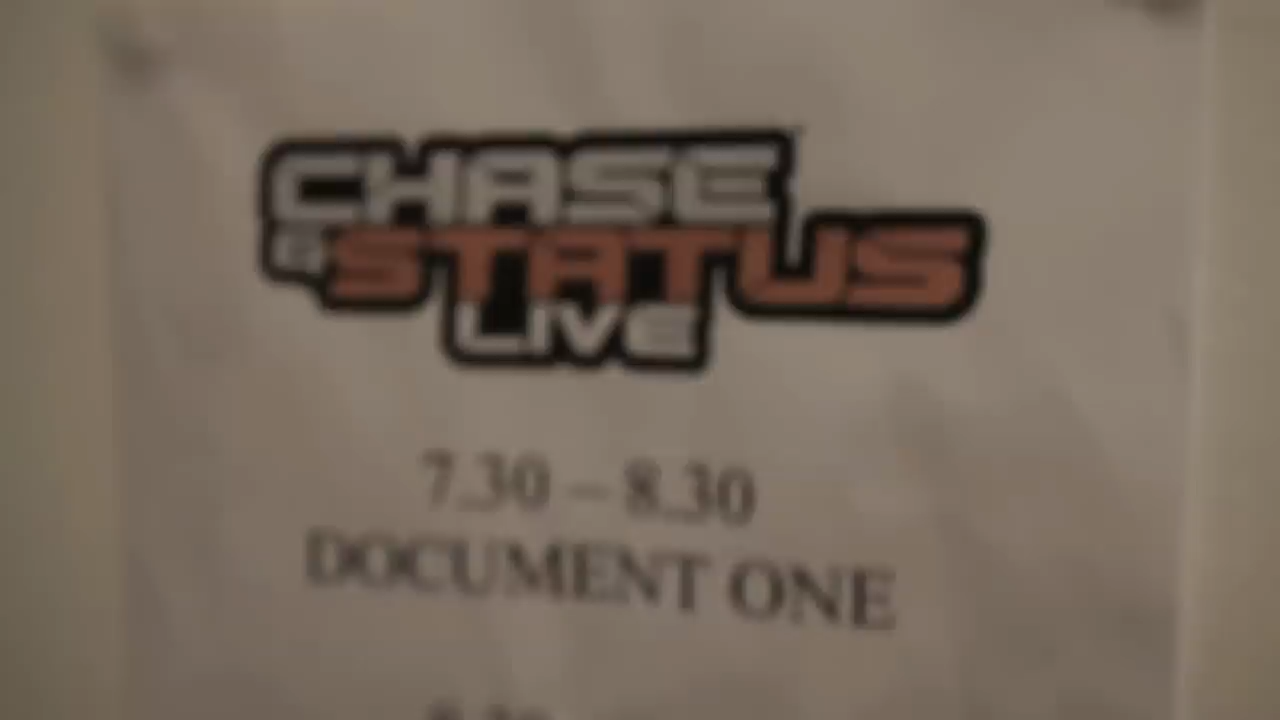 CHASE
& STATUS
LIVE
7.30 – 8.30
DOCUMENT ONE